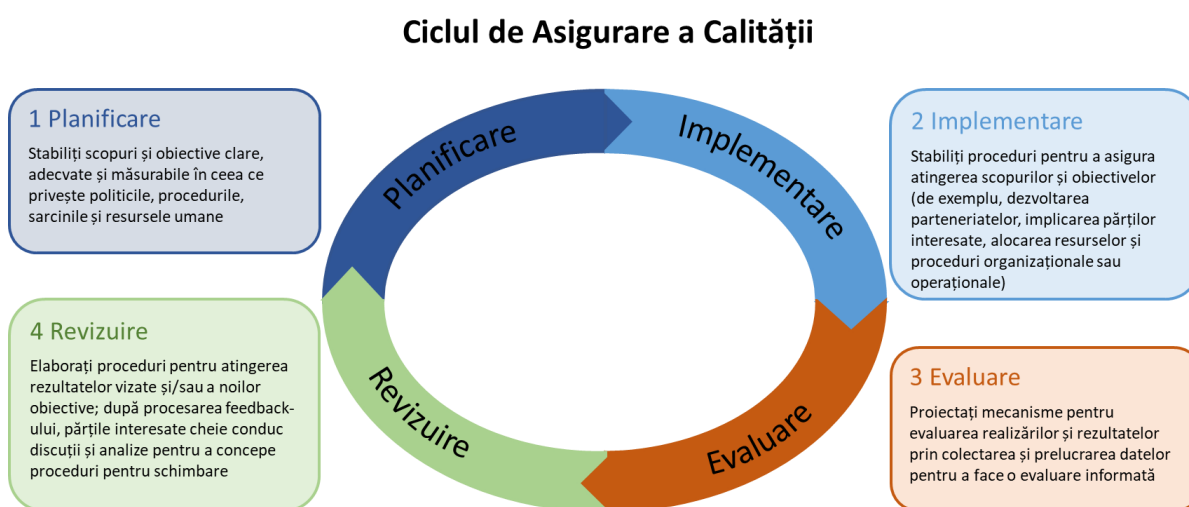 Ciclul de Asigurare a Calității
1 Planificare
Stabiliți scopuri și obiective clare,
adecvate și măsurabile în ceea ce
privește politicile, procedurile,
sarcinile și resursele umane
Planificare
Implementare
2 Implementare
Stabiliți proceduri pentru a asigura
atingerea scopurilor și obiectivelor
(de exemplu, dezvoltarea
parteneriatelor, implicarea părților
interesate, alocarea resurselor și
proceduri organizaționale sau
operaționale)
4 Revizuire
Elaborați proceduri pentru atingerea
rezultatelor vizate și/sau a noilor
obiective; după procesarea feedback-
ului, părțile interesate cheie conduc
discuții și analize pentru a concepe
proceduri pentru schimbare
Revizuire
Evaluare
3 Evaluare
Proiectați mecanisme pentru
evaluarea realizărilor și rezultatelor
prin colectarea și prelucrarea datelor
pentru a face o evaluare informată